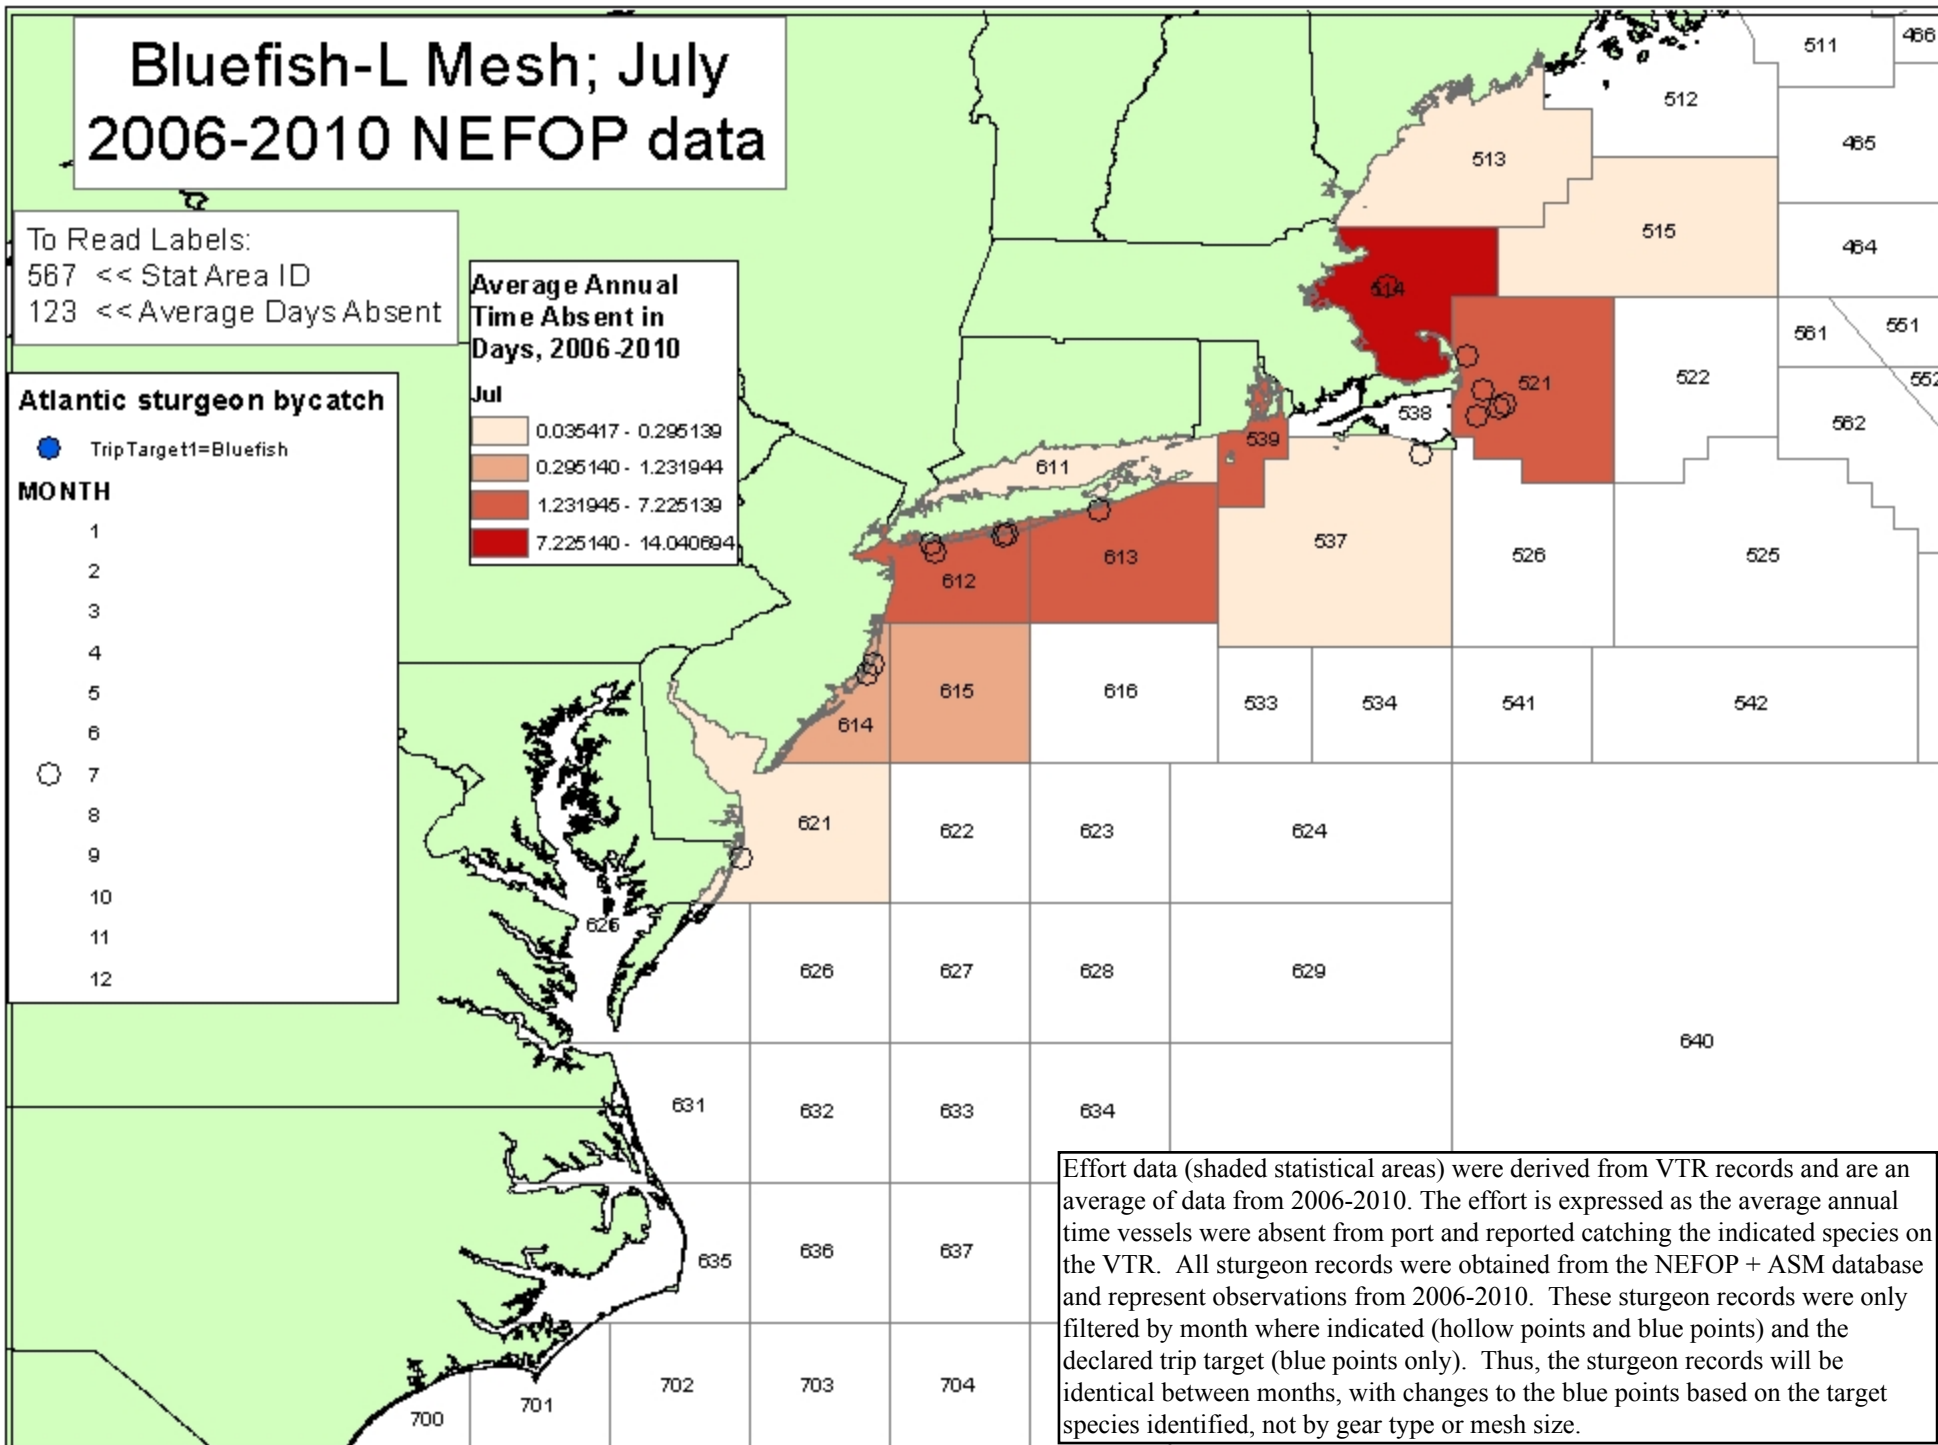 Bluefish-L Mesh; July
2006-2010 NEFOP data
To Read Labels:
567 << Stat Area ID
123 << Average Days Absent
Average Annual
Time Absent in
Days, 2006-2010
Jul
0.035417 - 0.295139
0.295140 - 1.231944
1.231945 - 7.225139
7.225140 - 14.040694
Atlantic sturgeon bycatch
TripTarget1=Bluefish
MONTH
1
2
3
4
5
6
7
8
9
10
11
12
511
466
512
465
513
515
464
514
561
551
521
522
552
538
562
539
611
537
526
525
613
612
615
616
533
534
541
542
614
621
622
623
624
625
626
627
628
629
640
631
632
633
634
635
636
637
700
701
702
703
704
Effort data (shaded statistical areas) were derived from VTR records and are an
average of data from 2006-2010. The effort is expressed as the average annual
time vessels were absent from port and reported catching the indicated species on
the VTR. All sturgeon records were obtained from the NEFOP + ASM database
and represent observations from 2006-2010. These sturgeon records were only
filtered by month where indicated (hollow points and blue points) and the
declared trip target (blue points only). Thus, the sturgeon records will be
identical between months, with changes to the blue points based on the target
species identified, not by gear type or mesh size.